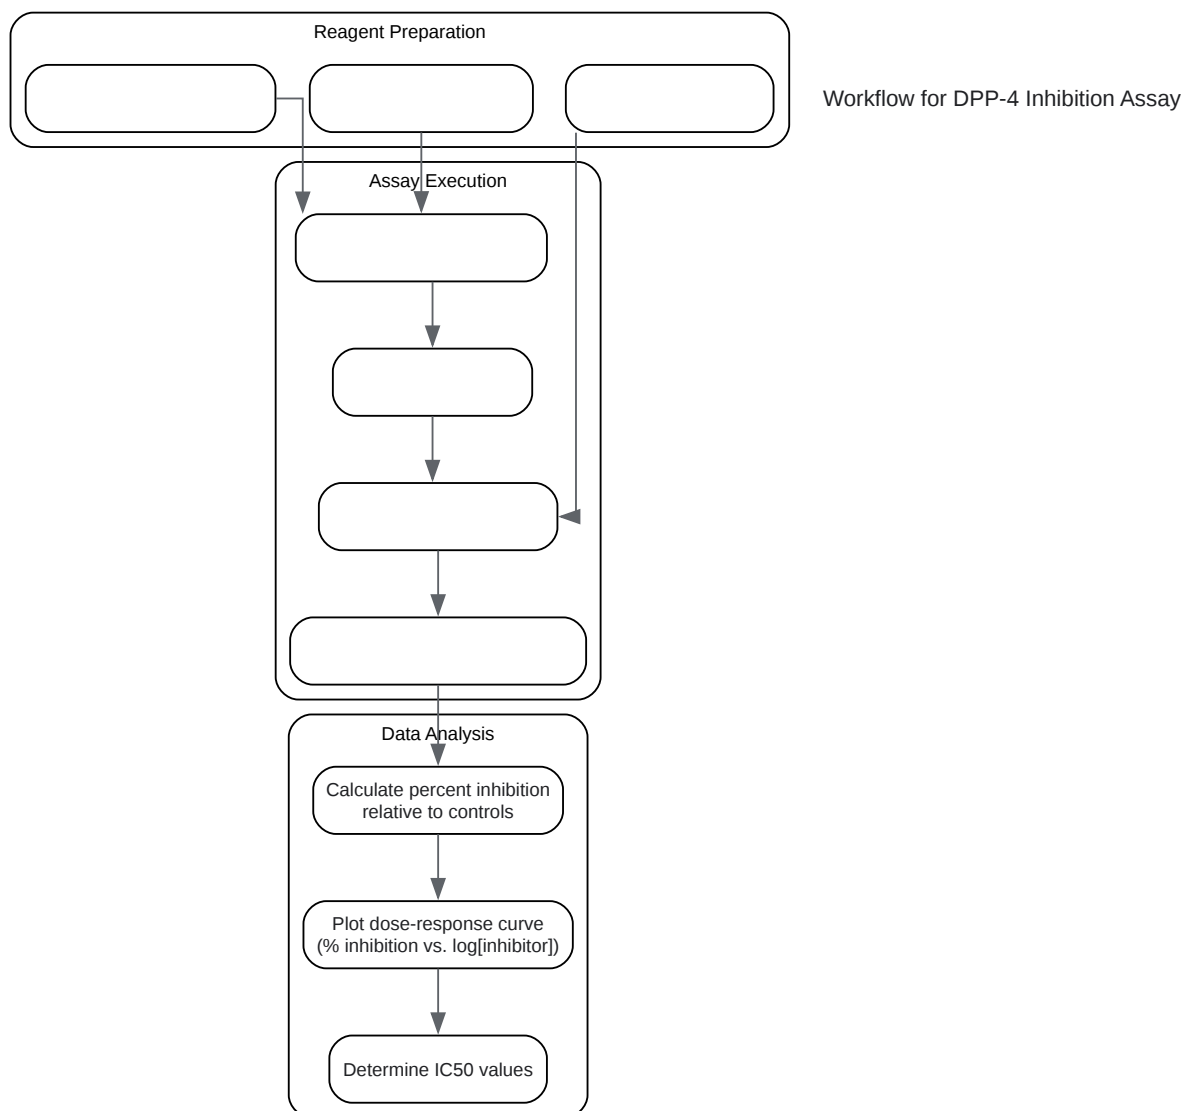 Reagent Preparation
Workflow for DPP-4 Inhibition Assay
Assay Execution
Data Analysis
Calculate percent inhibition
relative to controls
Plot dose-response curve
(% inhibition vs. log[inhibitor])
Determine IC50 values